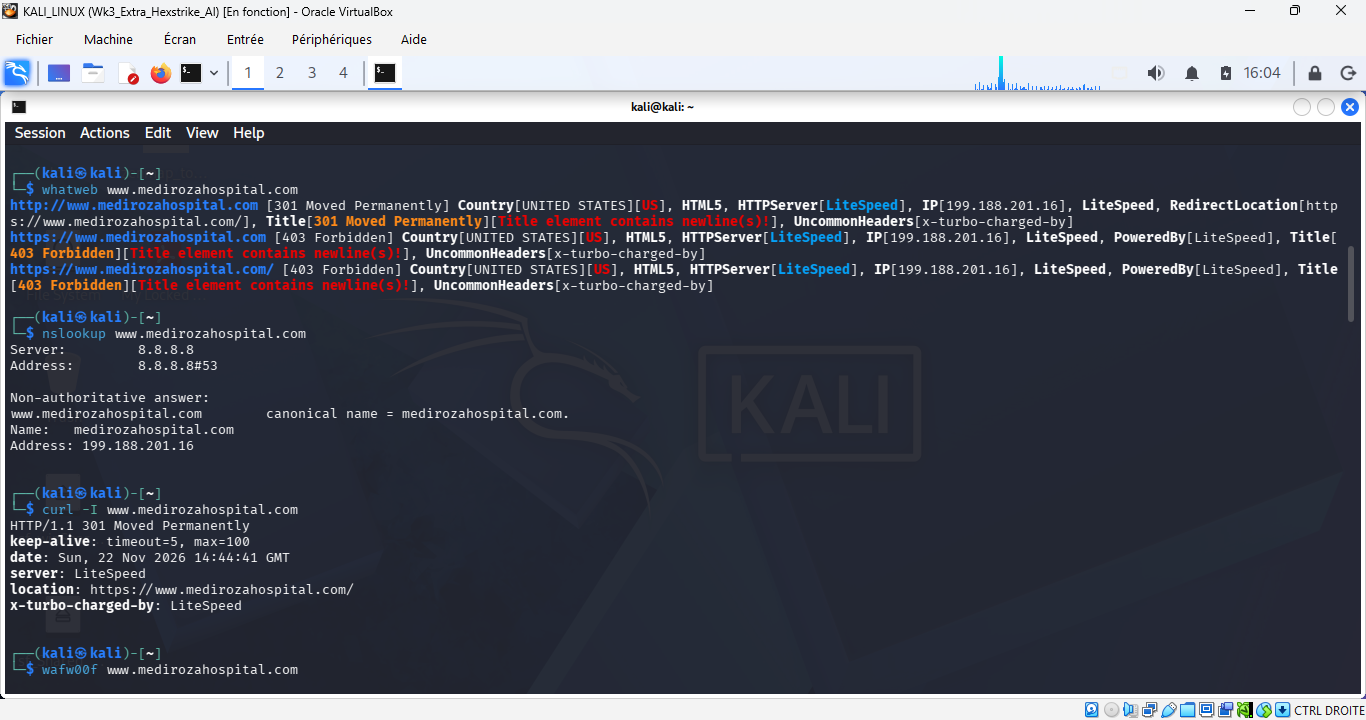 KALI_LINUX (Wk3_Extra_Hexstrike_AI) [En fonction] - Oracle VirtualBox
Fichier Machine Écran Entrée Périphériques Aide
1 2 3 4 16:04
kali@kali: ~
Session Actions Edit View Help
┌──(kali㉿kali)-[~]
└─$ whatweb www.medirozahospital.com
http://www.medirozahospital.com [301 Moved Permanently] Country[UNITED STATES][US], HTML5, HTTPServer[LiteSpeed], IP[199.188.201.16], LiteSpeed, RedirectLocation[http
s://www.medirozahospital.com/], Title[301 Moved Permanently][Title element contains newline(s)!], UncommonHeaders[x-turbo-charged-by]
https://www.medirozahospital.com [403 Forbidden] Country[UNITED STATES][US], HTML5, HTTPServer[LiteSpeed], IP[199.188.201.16], LiteSpeed, PoweredBy[LiteSpeed], Title[
403 Forbidden][Title element contains newline(s)!], UncommonHeaders[x-turbo-charged-by]
https://www.medirozahospital.com/ [403 Forbidden] Country[UNITED STATES][US], HTML5, HTTPServer[LiteSpeed], IP[199.188.201.16], LiteSpeed, PoweredBy[LiteSpeed], Title
[403 Forbidden][Title element contains newline(s)!], UncommonHeaders[x-turbo-charged-by]
┌──(kali㉿kali)-[~]
└─$ nslookup www.medirozahospital.com
Server: 8.8.8.8
Address: 8.8.8.8#53
Non-authoritative answer:
www.medirozahospital.com canonical name = medirozahospital.com.
Name: medirozahospital.com
Address: 199.188.201.16
KALI
┌──(kali㉿kali)-[~]
└─$ curl -I www.medirozahospital.com
HTTP/1.1 301 Moved Permanently
keep-alive: timeout=5, max=100
date: Sun, 22 Nov 2026 14:44:41 GMT
server: LiteSpeed
location: https://www.medirozahospital.com/
x-turbo-charged-by: LiteSpeed
┌──(kali㉿kali)-[~]
└─$ wafw00f www.medirozahospital.com
CTRL DROITE